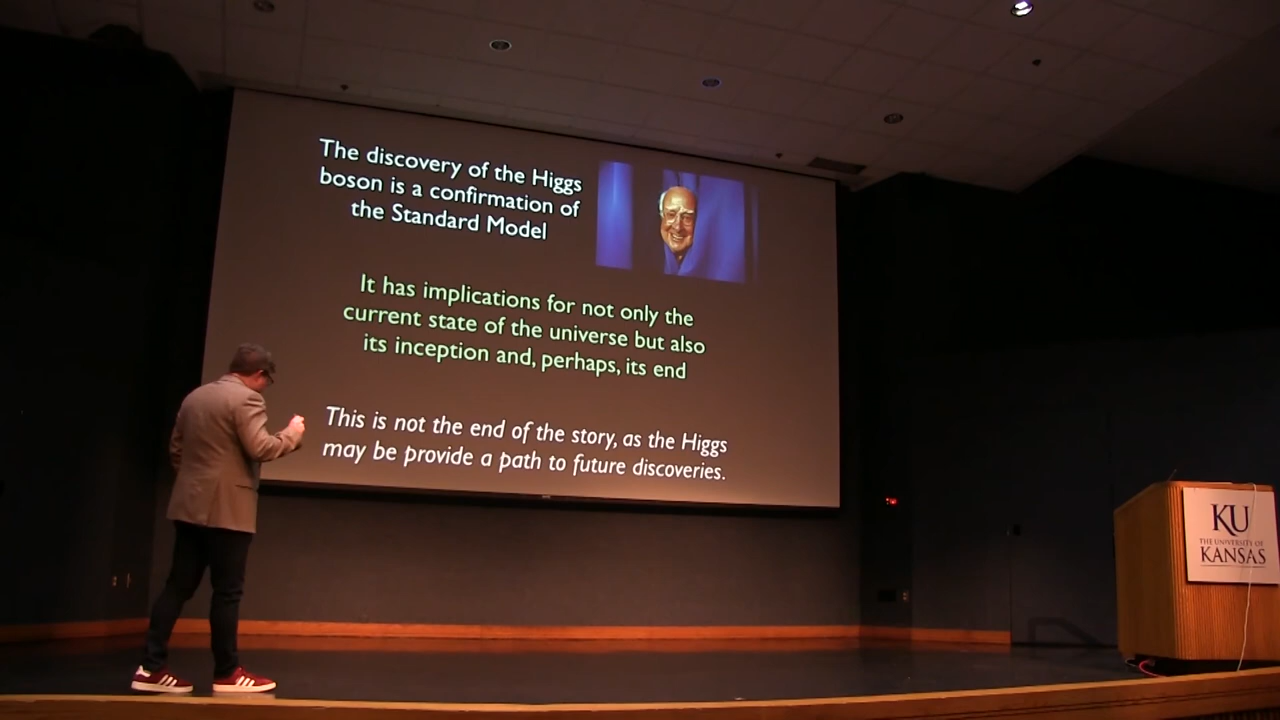 The discovery of the Higgs
boson is a confirmation of
the Standard Model
It has implications for not only the
current state of the universe but also
its inception and, perhaps, its end
This is not the end of the story, as the Higgs
may be provide a path to future discoveries.
KU
THE UNIVERSITY OF
KANSAS